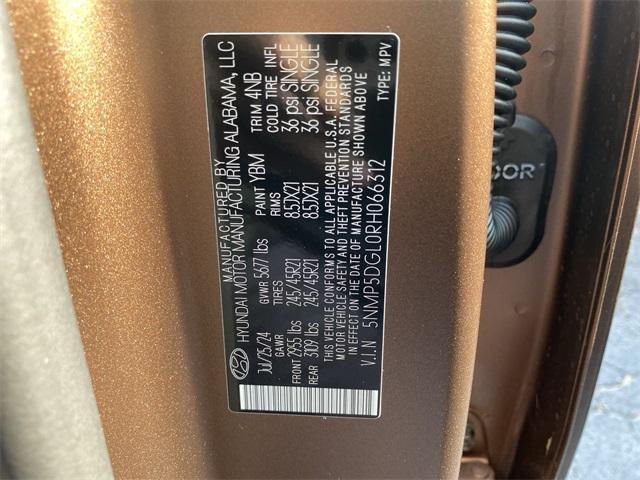 MANUFACTURED BY
HYUNDAI MOTOR MANUFACTURING ALABAMA, LLC
Jul/25/24 GVWR 5677 lbs PAINT YBM TRIM 4NB
GAWR TIRES RIMS COLD TIRE INFL
FRONT 2955 lbs 245/45R21 8.5JX21 36 psi SINGLE
REAR 3109 lbs 245/45R21 8.5JX21 36 psi SINGLE
THIS VEHICLE CONFORMS TO ALL APPLICABLE U.S.A. FEDERAL
MOTOR VEHICLE SAFETY AND THEFT PREVENTION STANDARDS
IN EFFECT ON THE DATE OF MANUFACTURE SHOWN ABOVE
V.I.N 5NMP5DGL0RH066312 TYPE: MPV